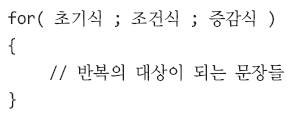 for( 초기식 ; 조건식 ; 증감식 )
{
    // 반복의 대상이 되는 문장들
}